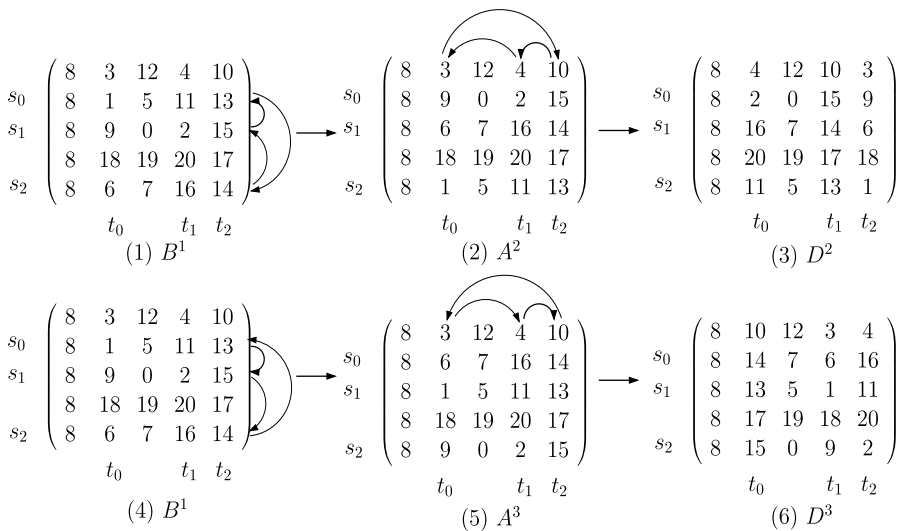 8 3 12 4 10
s₀ 8 1 5 11 13
s₁ 8 9 0 2 15
8 18 19 20 17
s₂ 8 6 7 16 14
t₀ t₁ t₂
(1) B¹
8 3 12 4 10
s₀ 8 9 0 2 15
s₁ 8 6 7 16 14
8 18 19 20 17
s₂ 8 1 5 11 13
t₀ t₁ t₂
(2) A²
8 4 12 10 3
s₀ 8 2 0 15 9
s₁ 8 16 7 14 6
8 20 19 17 18
s₂ 8 11 5 13 1
t₀ t₁ t₂
(3) D²
8 3 12 4 10
s₀ 8 1 5 11 13
s₁ 8 9 0 2 15
8 18 19 20 17
s₂ 8 6 7 16 14
t₀ t₁ t₂
(4) B¹
8 3 12 4 10
s₀ 8 6 7 16 14
s₁ 8 1 5 11 13
8 18 19 20 17
s₂ 8 9 0 2 15
t₀ t₁ t₂
(5) A³
8 10 12 3 4
s₀ 8 14 7 6 16
s₁ 8 13 5 1 11
8 17 19 18 20
s₂ 8 15 0 9 2
t₀ t₁ t₂
(6) D³